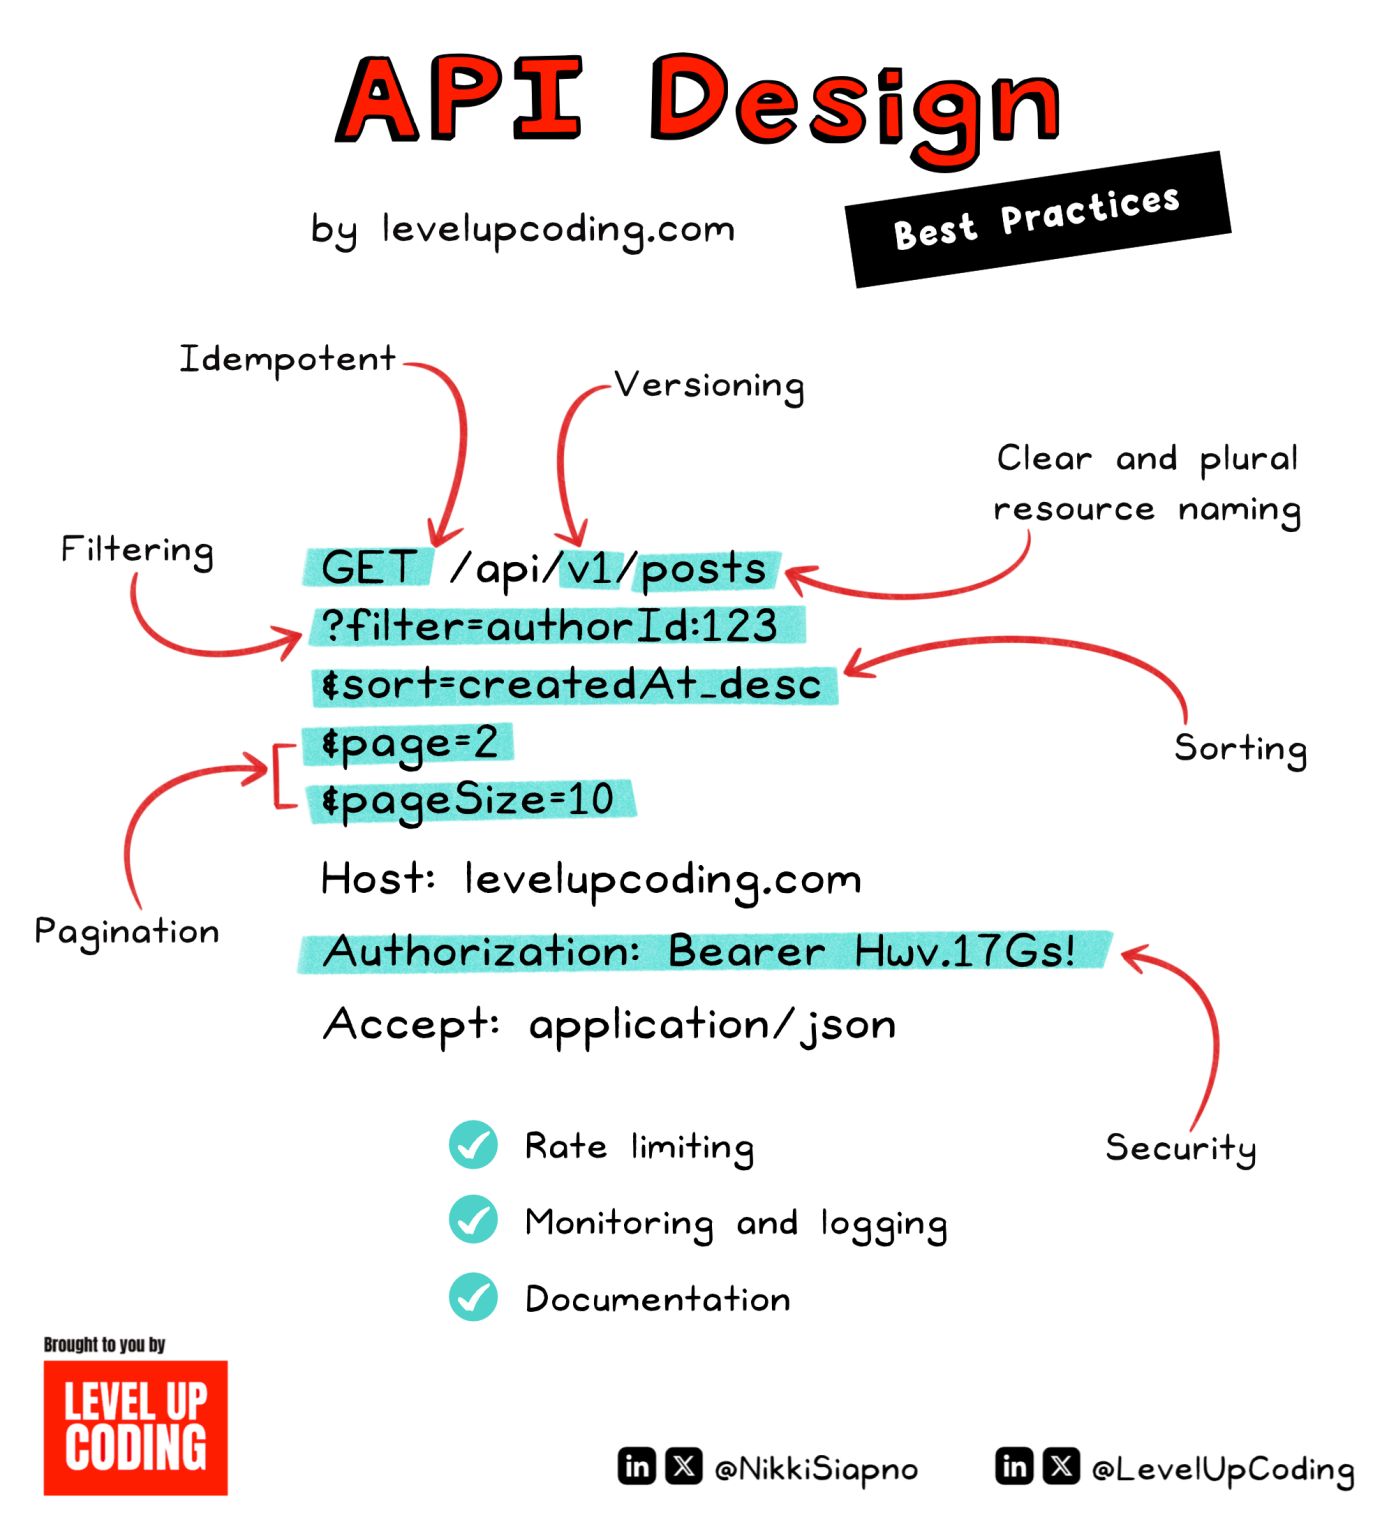 API Design
Best Practices
by levelupcoding.com
Idempotent
Versioning
Clear and plural
resource naming
Filtering
GET /api/v1/posts
?filter=authorId:123
&sort=createdAt_desc
&page=2
&pageSize=10
Sorting
Pagination
Host: levelupcoding.com
Authorization: Bearer Hwv.17Gs!
Accept: application/json
Security
Rate limiting
Monitoring and logging
Documentation
Brought to you by
LEVEL UP
CODING
in X @NikkiSiapno
in X @LevelUpCoding